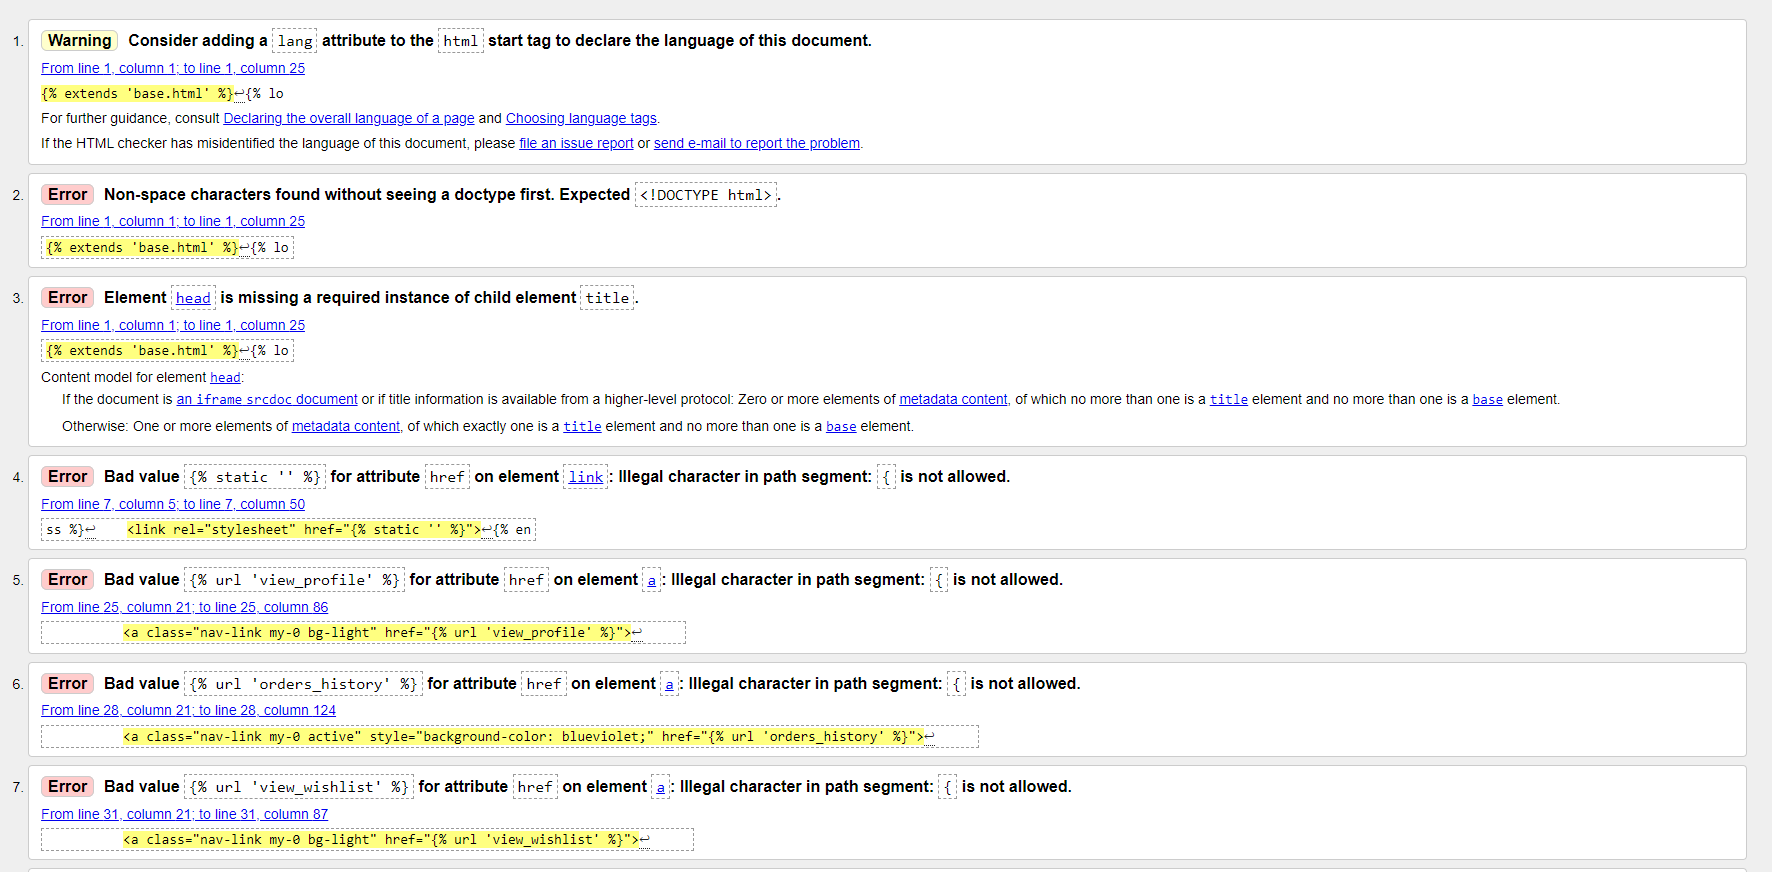 1. Warning Consider adding a lang attribute to the html start tag to declare the language of this document.
From line 1, column 1; to line 1, column 25
{% extends 'base.html' %}↩{% lo
For further guidance, consult Declaring the overall language of a page and Choosing language tags.
If the HTML checker has misidentified the language of this document, please file an issue report or send e-mail to report the problem.
2. Error Non-space characters found without seeing a doctype first. Expected <!DOCTYPE html>.
From line 1, column 1; to line 1, column 25
{% extends 'base.html' %}↩{% lo
3. Error Element head is missing a required instance of child element title.
From line 1, column 1; to line 1, column 25
{% extends 'base.html' %}↩{% lo
Content model for element head:
If the document is an iframe srcdoc document or if title information is available from a higher-level protocol: Zero or more elements of metadata content, of which no more than one is a title element and no more than one is a base element.
Otherwise: One or more elements of metadata content, of which exactly one is a title element and no more than one is a base element.
4. Error Bad value {% static '' %} for attribute href on element link: Illegal character in path segment: { is not allowed.
From line 7, column 5; to line 7, column 50
ss %}↩    <link rel="stylesheet" href="{% static '' %}">↩{% en
5. Error Bad value {% url 'view_profile' %} for attribute href on element a: Illegal character in path segment: { is not allowed.
From line 25, column 21; to line 25, column 86
<a class="nav-link my-0 bg-light" href="{% url 'view_profile' %}">↩
6. Error Bad value {% url 'orders_history' %} for attribute href on element a: Illegal character in path segment: { is not allowed.
From line 28, column 21; to line 28, column 124
<a class="nav-link my-0 active" style="background-color: blueviolet;" href="{% url 'orders_history' %}">↩
7. Error Bad value {% url 'view_wishlist' %} for attribute href on element a: Illegal character in path segment: { is not allowed.
From line 31, column 21; to line 31, column 87
<a class="nav-link my-0 bg-light" href="{% url 'view_wishlist' %}">↩